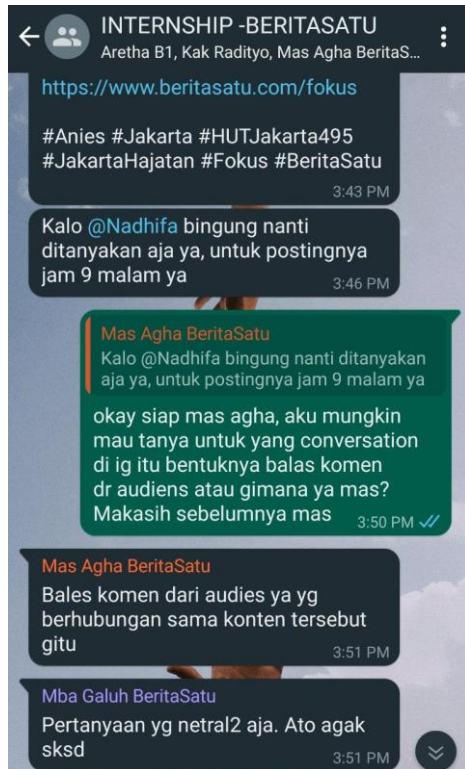 INTERNSHIP -BERITASATU
Aretha B1, Kak Radityo, Mas Agha BeritaS...
https://www.beritasatu.com/fokus
#Anies #Jakarta #HUTJakarta495
#JakartaHajatan #Fokus #BeritaSatu
3:43 PM
Kalo @Nadhifa bingung nanti
ditanyakan aja ya, untuk postingnya
jam 9 malam ya
3:46 PM
Mas Agha BeritaSatu
Kalo @Nadhifa bingung nanti ditanyakan
aja ya, untuk postingnya jam 9 malam ya
okay siap mas agha, aku mungkin
mau tanya untuk yang conversation
di ig itu bentuknya balas komen
dr audiens atau gimana ya mas?
Makasih sebelumnya mas
3:50 PM
Mas Agha BeritaSatu
Bales komen dari audies ya yg
berhubungan sama konten tersebut
gitu
3:51 PM
Mba Galuh BeritaSatu
Pertanyaan yg netral2 aja. Ato agak
sksd
3:51 PM